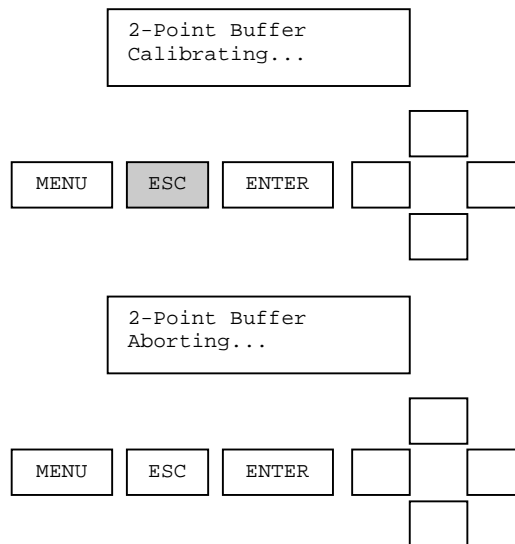 2-Point Buffer
Calibrating...
MENU ESC ENTER
2-Point Buffer
Aborting...
MENU ESC ENTER